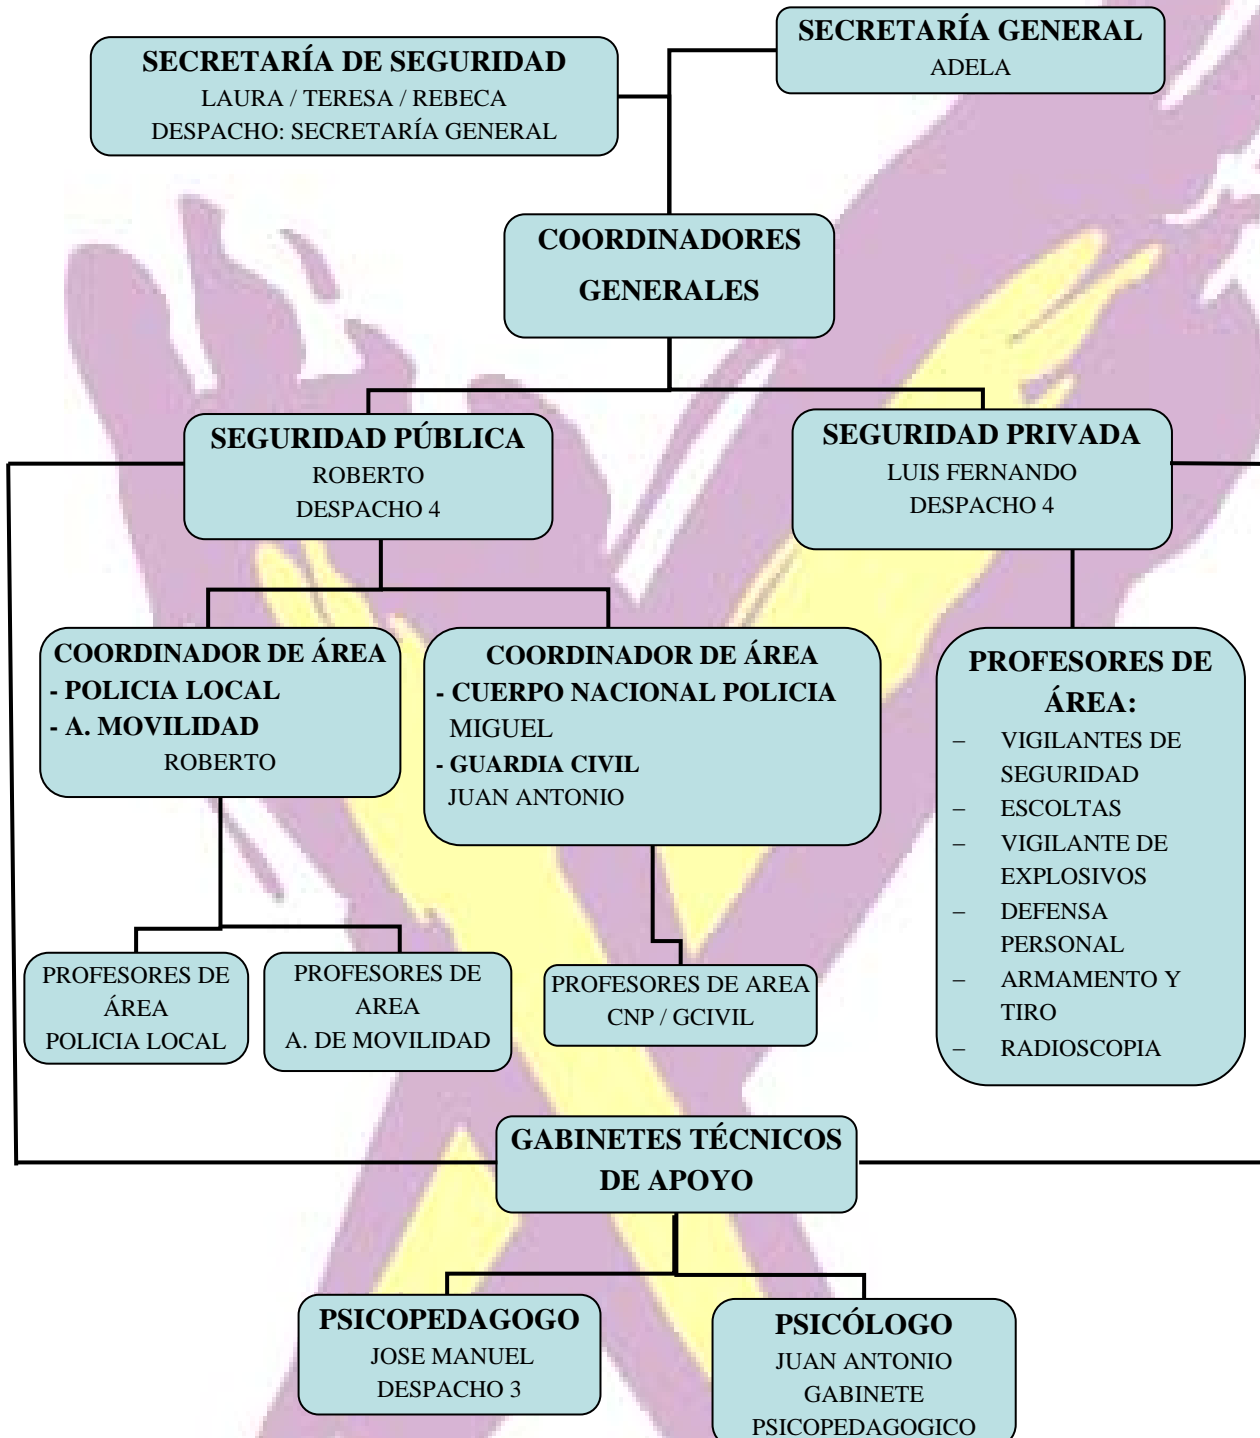 SECRETARÍA DE SEGURIDAD
LAURA / TERESA / REBECA
DESPACHO: SECRETARÍA GENERAL
SECRETARÍA GENERAL
ADELA
COORDINADORES
GENERALES
SEGURIDAD PÚBLICA
ROBERTO
DESPACHO 4
SEGURIDAD PRIVADA
LUIS FERNANDO
DESPACHO 4
COORDINADOR DE ÁREA
- POLICIA LOCAL
- A. MOVILIDAD
ROBERTO
COORDINADOR DE ÁREA
- CUERPO NACIONAL POLICIA
MIGUEL
- GUARDIA CIVIL
JUAN ANTONIO
PROFESORES DE
ÁREA:
– VIGILANTES DE
SEGURIDAD
– ESCOLTAS
– VIGILANTE DE
EXPLOSIVOS
– DEFENSA
PERSONAL
– ARMAMENTO Y
TIRO
– RADIOSCOPIA
PROFESORES DE
ÁREA
POLICIA LOCAL
PROFESORES DE
AREA
A. DE MOVILIDAD
PROFESORES DE AREA
CNP / GCIVIL
GABINETES TÉCNICOS
DE APOYO
PSICOPEDAGOGO
JOSE MANUEL
DESPACHO 3
PSICÓLOGO
JUAN ANTONIO
GABINETE
PSICOPEDAGOGICO